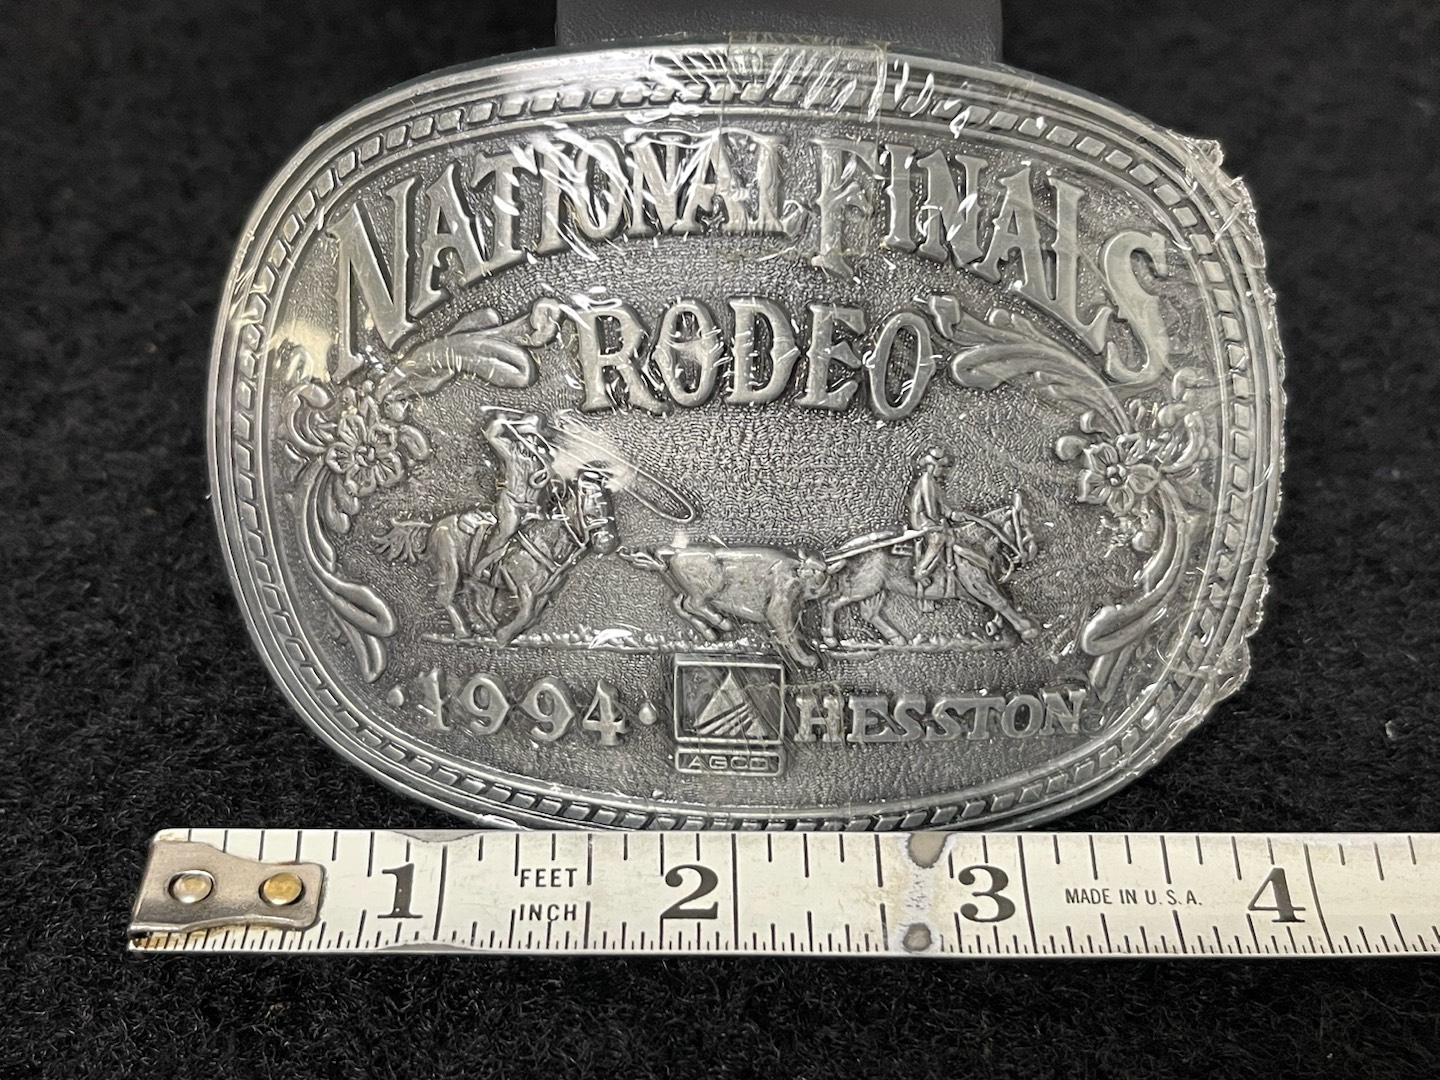 NATIONAL FINALS
RODEO
·1994·
HESSTON
AGCO
1 FEET 2 3 MADE IN U.S.A. 4
INCH